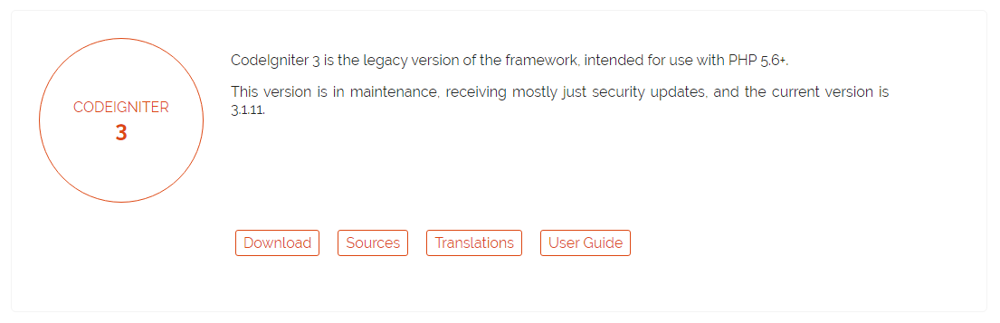 CODEIGNITER
3
CodeIgniter 3 is the legacy version of the framework, intended for use with PHP 5.6+.
This version is in maintenance, receiving mostly just security updates, and the current version is
3.1.11.
Download Sources Translations User Guide